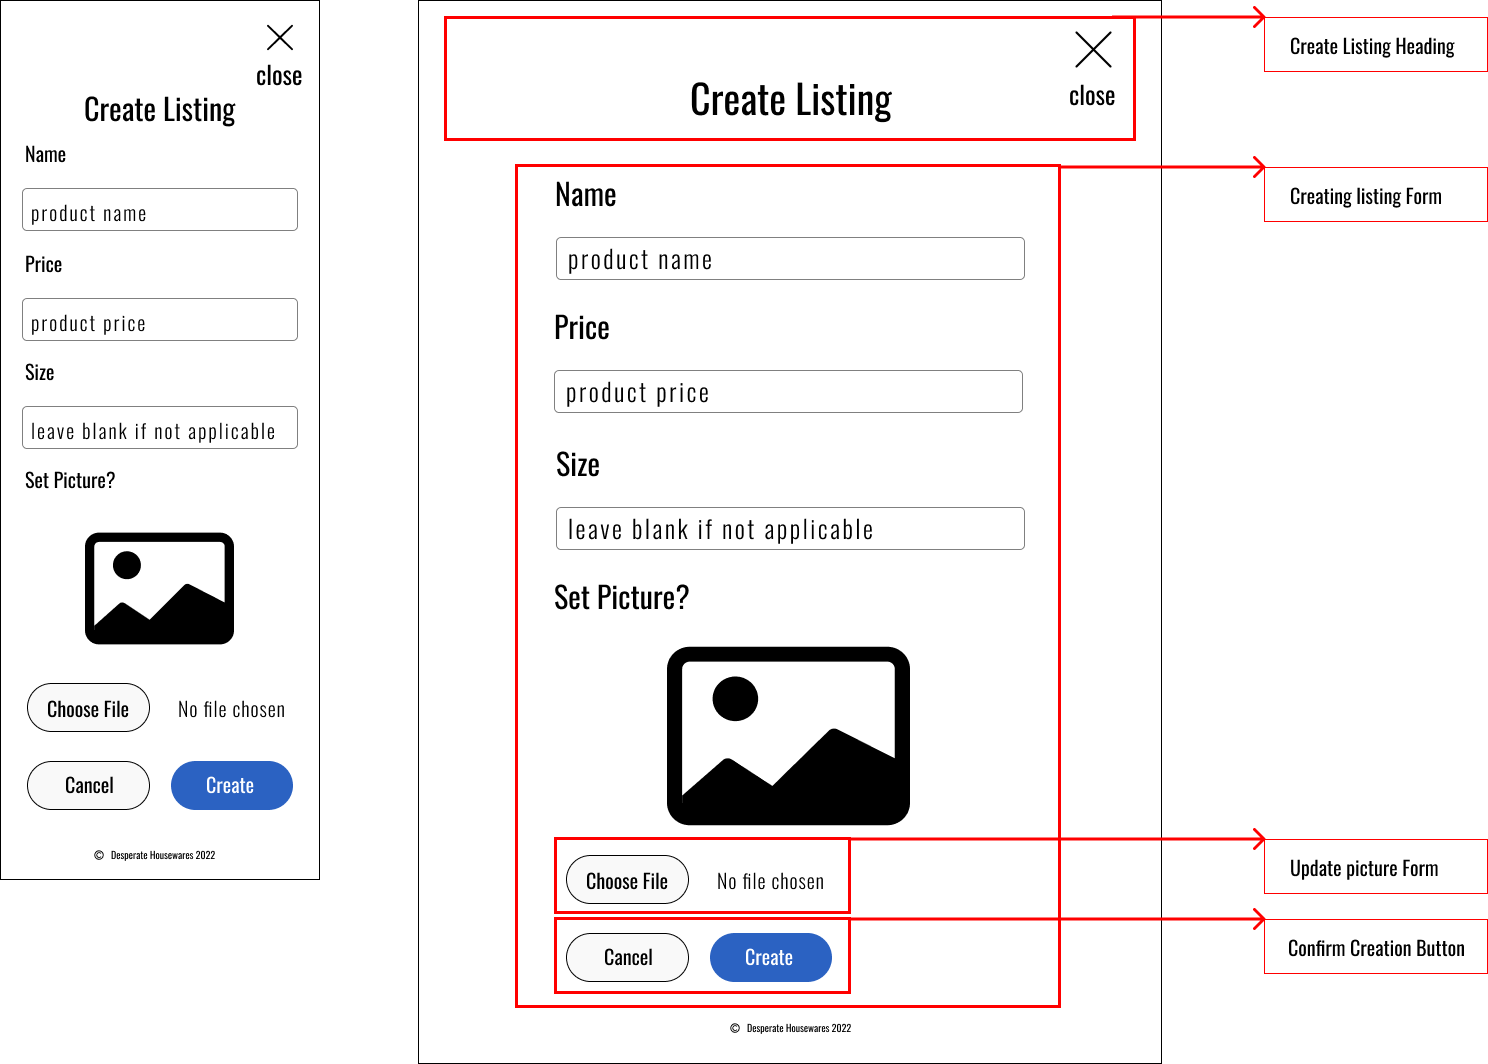 close
Create Listing
Name
product name
Price
product price
Size
leave blank if not applicable
Set Picture?
Choose File No file chosen
Cancel Create
© Desperate Housewares 2022
close
Create Listing
Name
product name
Price
product price
Size
leave blank if not applicable
Set Picture?
Choose File No file chosen
Cancel Create
© Desperate Housewares 2022
Create Listing Heading
Creating listing Form
Update picture Form
Confirm Creation Button